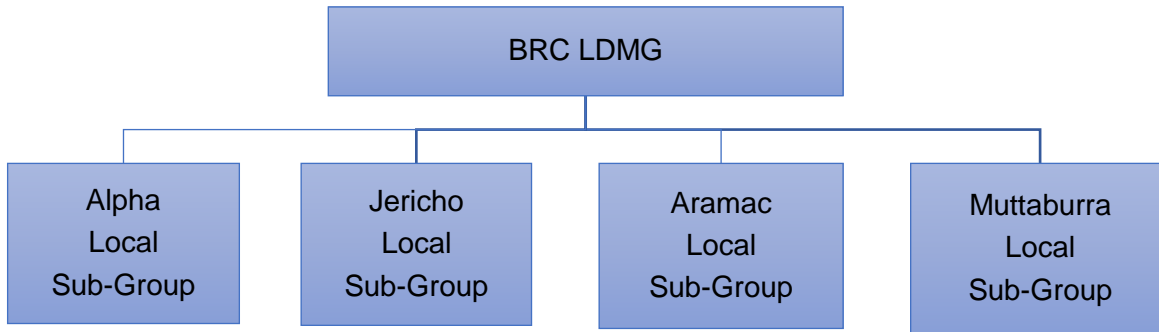 BRC LDMG
Alpha
Local
Sub-Group
Jericho
Local
Sub-Group
Aramac
Local
Sub-Group
Muttaburra
Local
Sub-Group